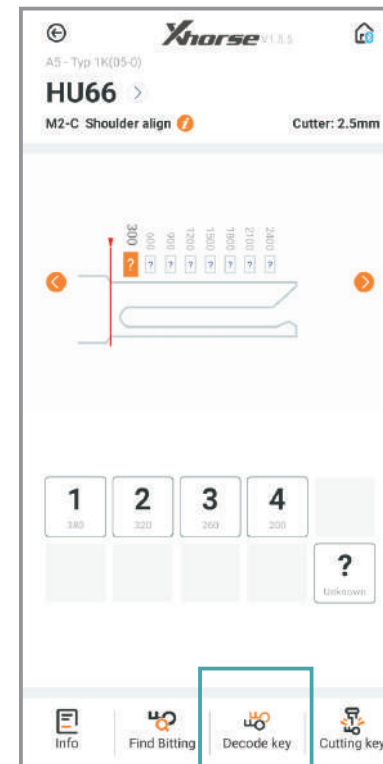 Xhorse V1.8.5
A5 - Typ 1K(05-0)
HU66 >
M2-C Shoulder align i
Cutter: 2.5mm
300 600 900 1200 1500 1800 2100 2400
? ? ? ? ? ? ? ?
1 2 3 4
380 320 260 200
?
Unknown
Info Find Bitting Decode key Cutting key